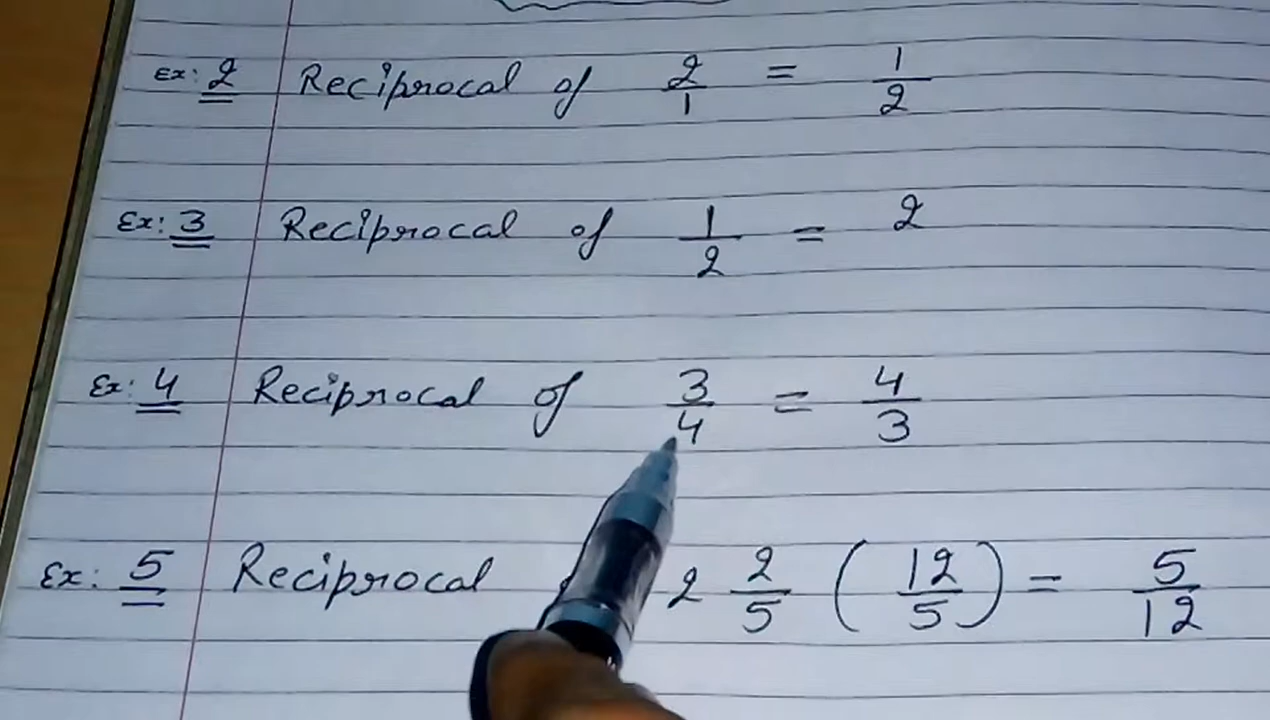 Ex: 2 Reciprocal of 2/1 = 1/2
Ex: 3 Reciprocal of 1/2 = 2
Ex: 4 Reciprocal of 3/4 = 4/3
Ex: 5 Reciprocal 2 2/5 (12/5) = 5/12